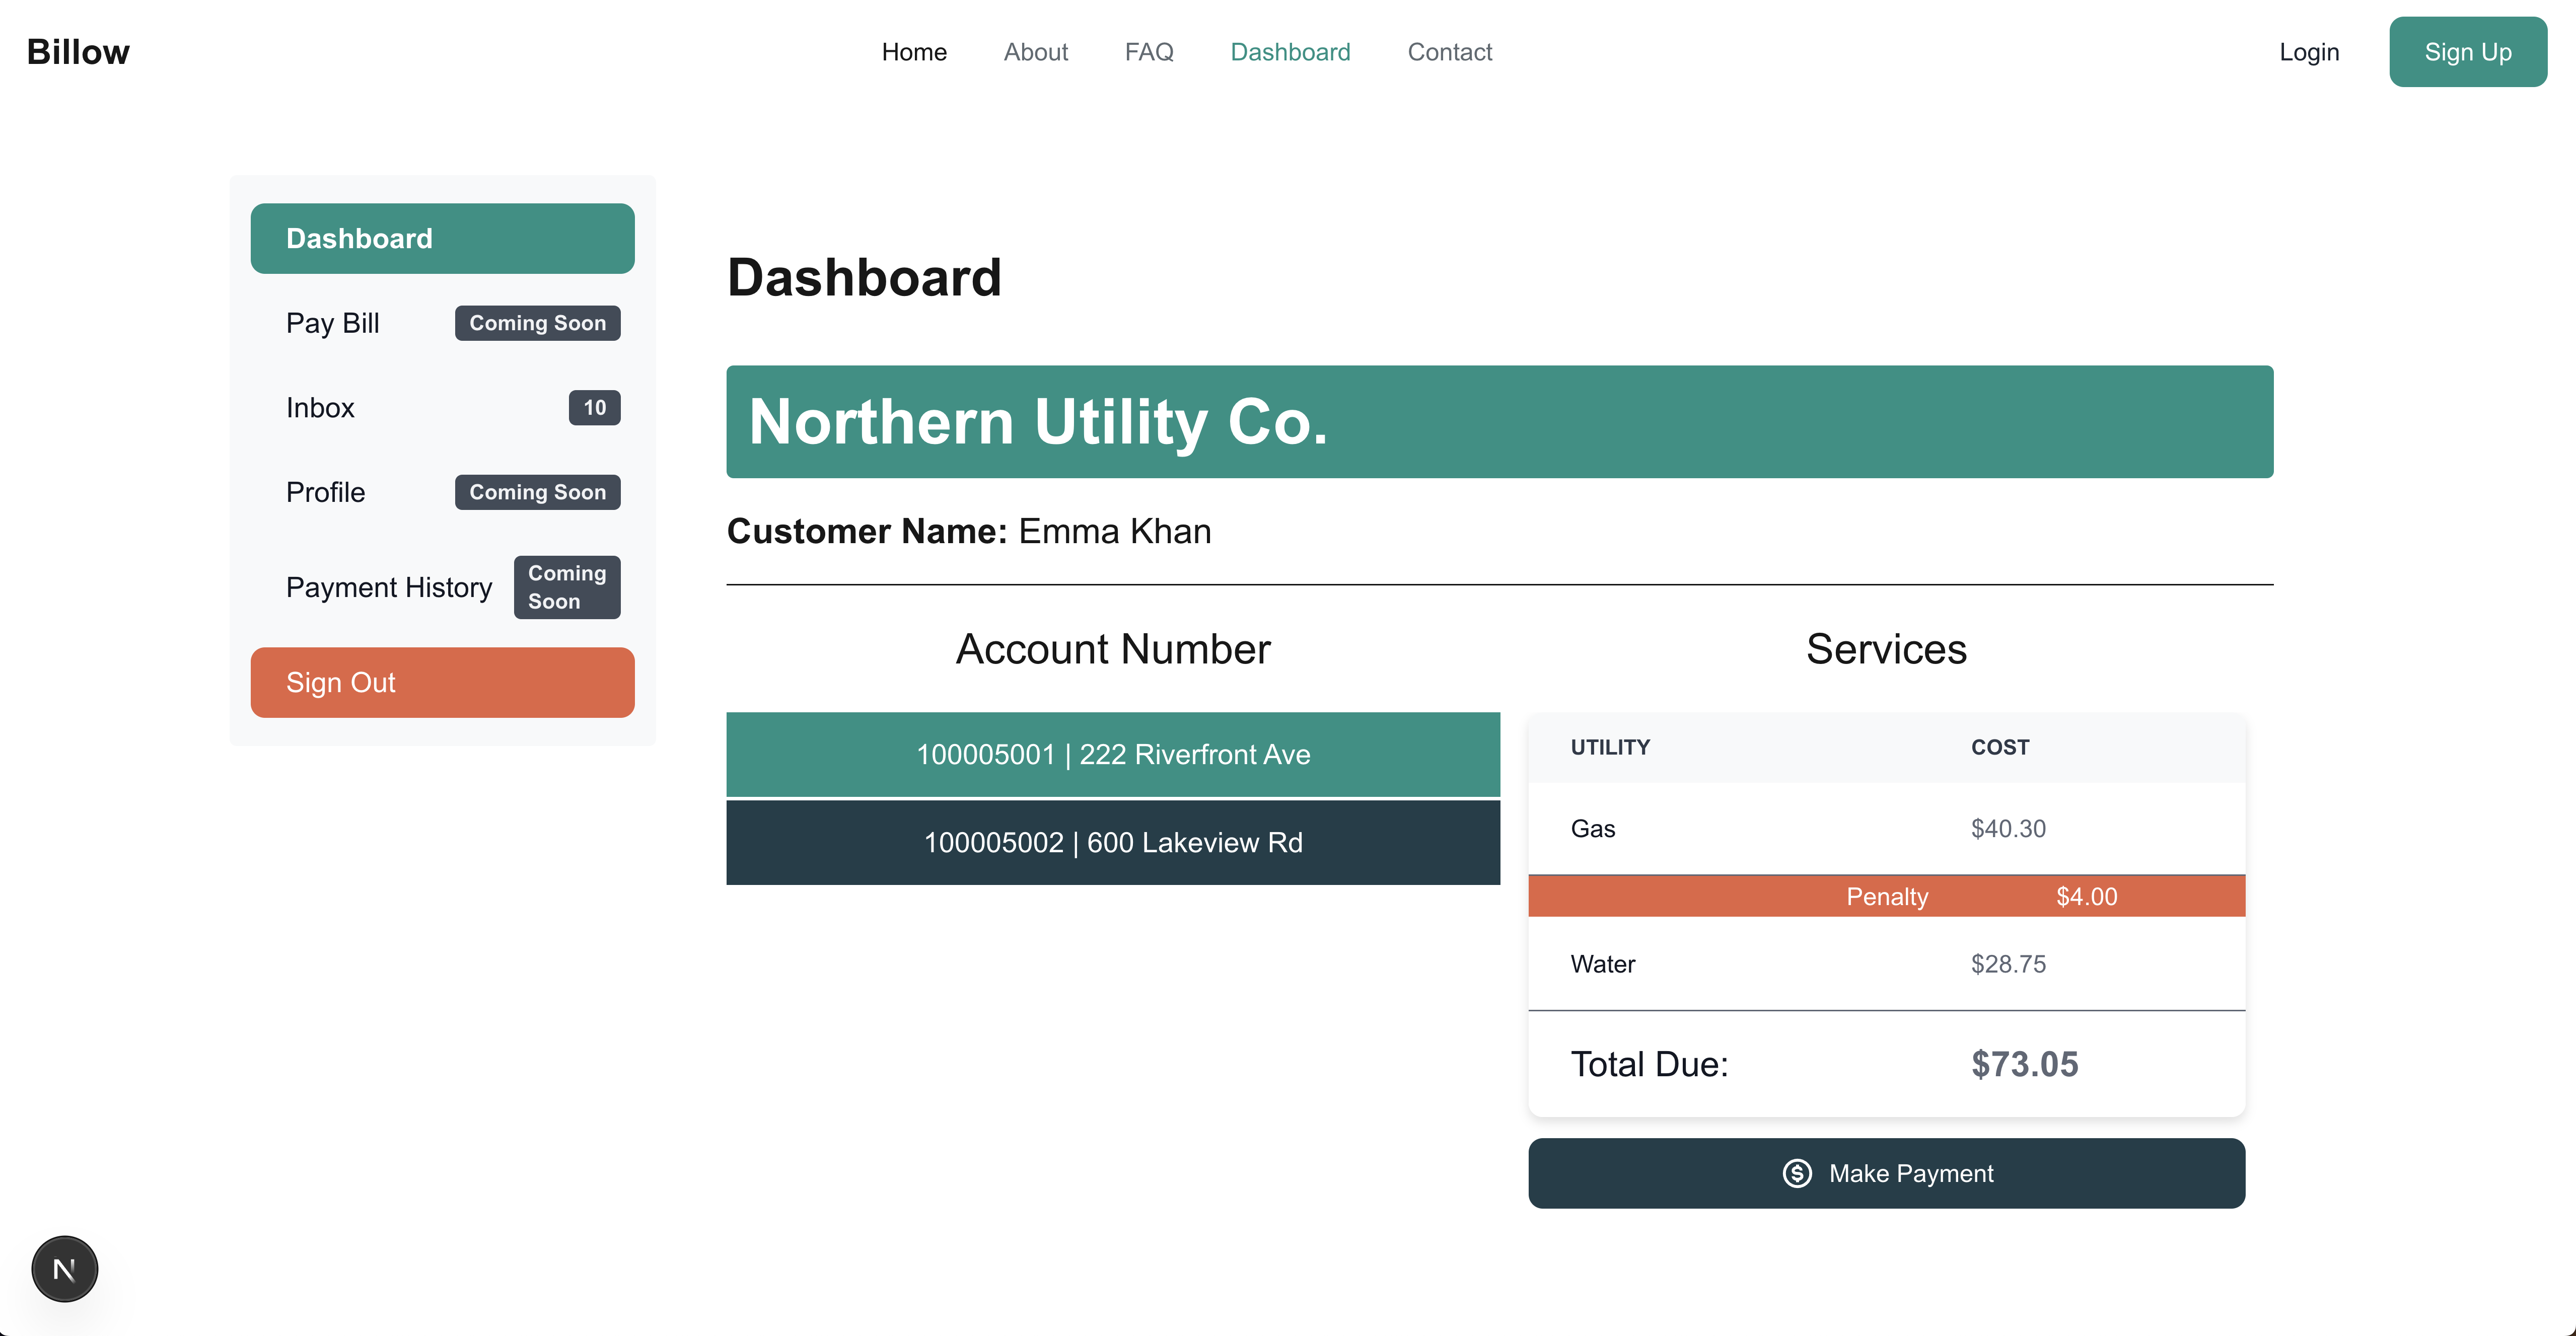 Billow
Home
About
FAQ
Dashboard
Contact
Login
Sign Up
Dashboard
Pay Bill
Coming Soon
Inbox
10
Profile
Coming Soon
Payment History
Coming
Soon
Sign Out
Dashboard
Northern Utility Co.
Customer Name: Emma Khan
Account Number
100005001 | 222 Riverfront Ave
100005002 | 600 Lakeview Rd
Services
UTILITY COST
Gas $40.30
Penalty $4.00
Water $28.75
Total Due: $73.05
Make Payment
N